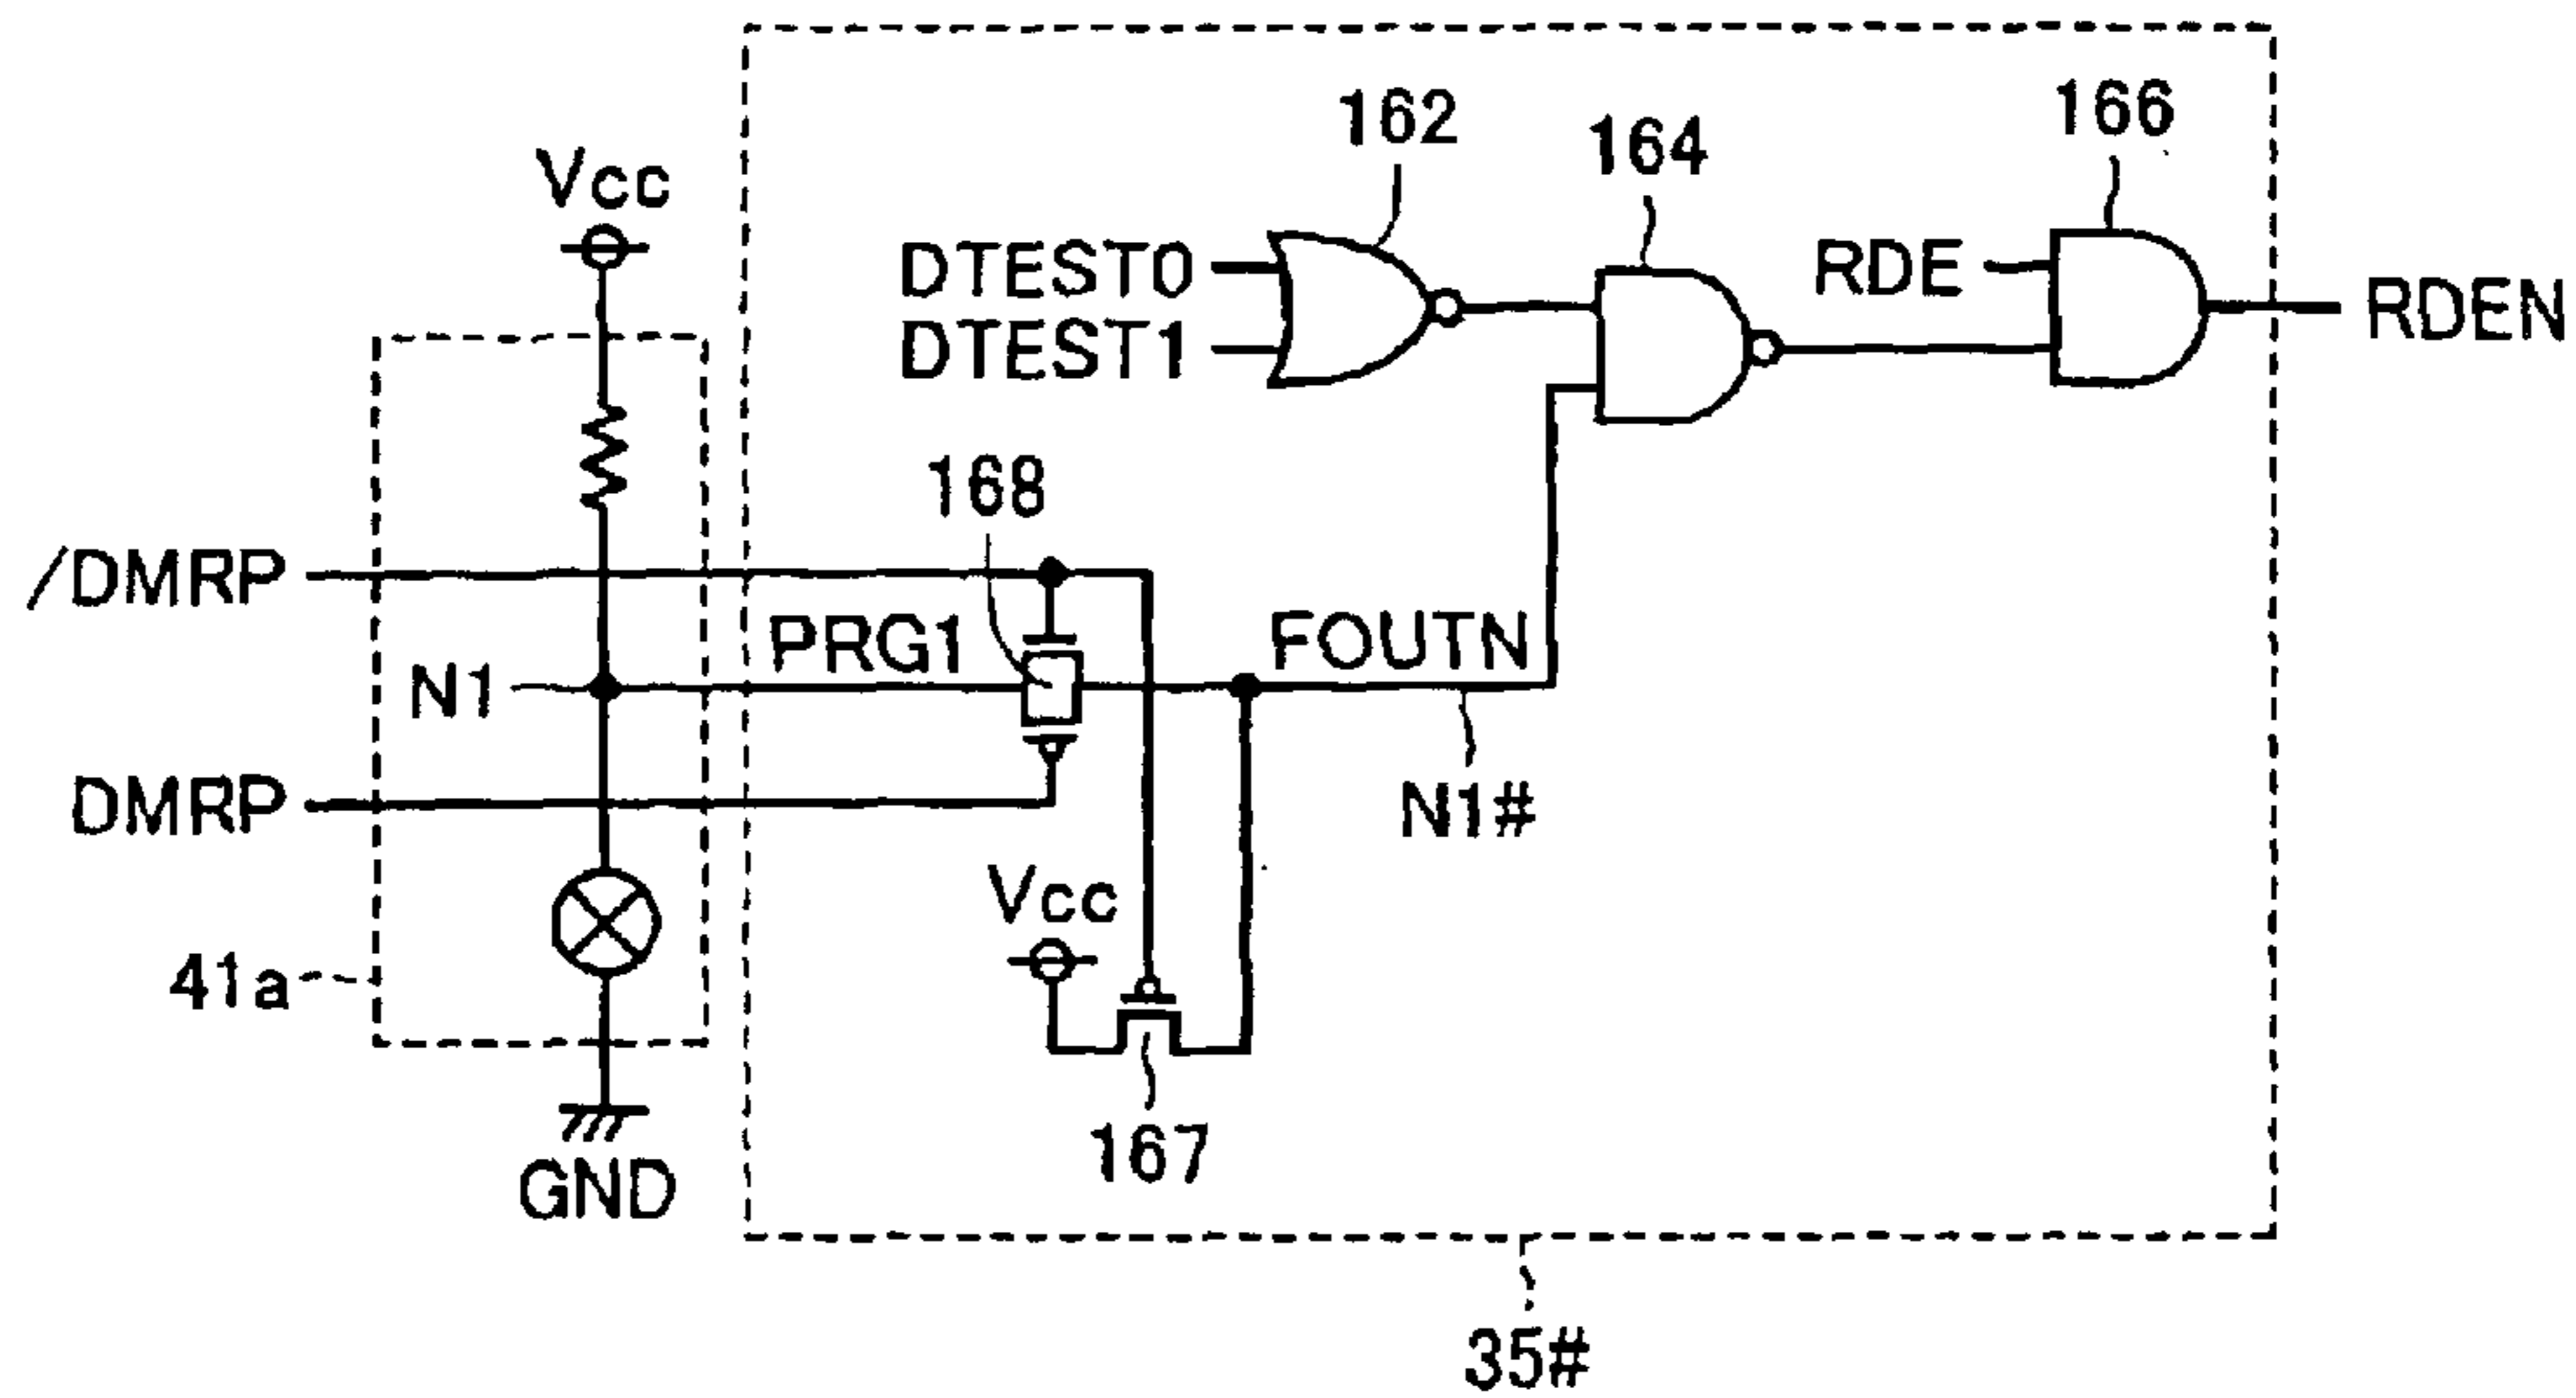 162
164
166
Vcc
DTEST0
DTEST1
RDE
RDEN
168
/DMRP
PRG1
FOUTN
N1
DMRP
N1#
Vcc
41a
167
GND
35#